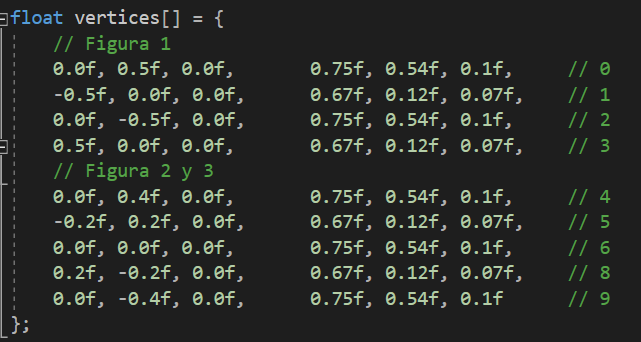 float vertices[] = {
// Figura 1
0.0f, 0.5f, 0.0f, 0.75f, 0.54f, 0.1f, // 0
-0.5f, 0.0f, 0.0f, 0.67f, 0.12f, 0.07f, // 1
0.0f, -0.5f, 0.0f, 0.75f, 0.54f, 0.1f, // 2
0.5f, 0.0f, 0.0f, 0.67f, 0.12f, 0.07f, // 3
// Figura 2 y 3
0.0f, 0.4f, 0.0f, 0.75f, 0.54f, 0.1f, // 4
-0.2f, 0.2f, 0.0f, 0.67f, 0.12f, 0.07f, // 5
0.0f, 0.0f, 0.0f, 0.75f, 0.54f, 0.1f, // 6
0.2f, -0.2f, 0.0f, 0.67f, 0.12f, 0.07f, // 8
0.0f, -0.4f, 0.0f, 0.75f, 0.54f, 0.1f // 9
};